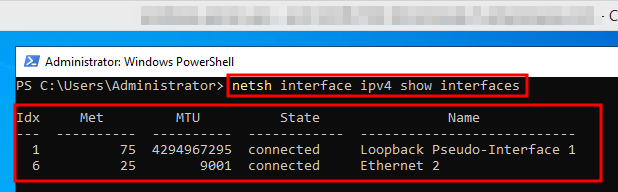 - C
Administrator: Windows PowerShell
PS C:\Users\Administrator> netsh interface ipv4 show interfaces
Idx     Met         MTU          State                Name
---  ----------  ----------  ------------  ---------------------------
  1          75  4294967295  connected     Loopback Pseudo-Interface 1
  6          25        9001  connected     Ethernet 2